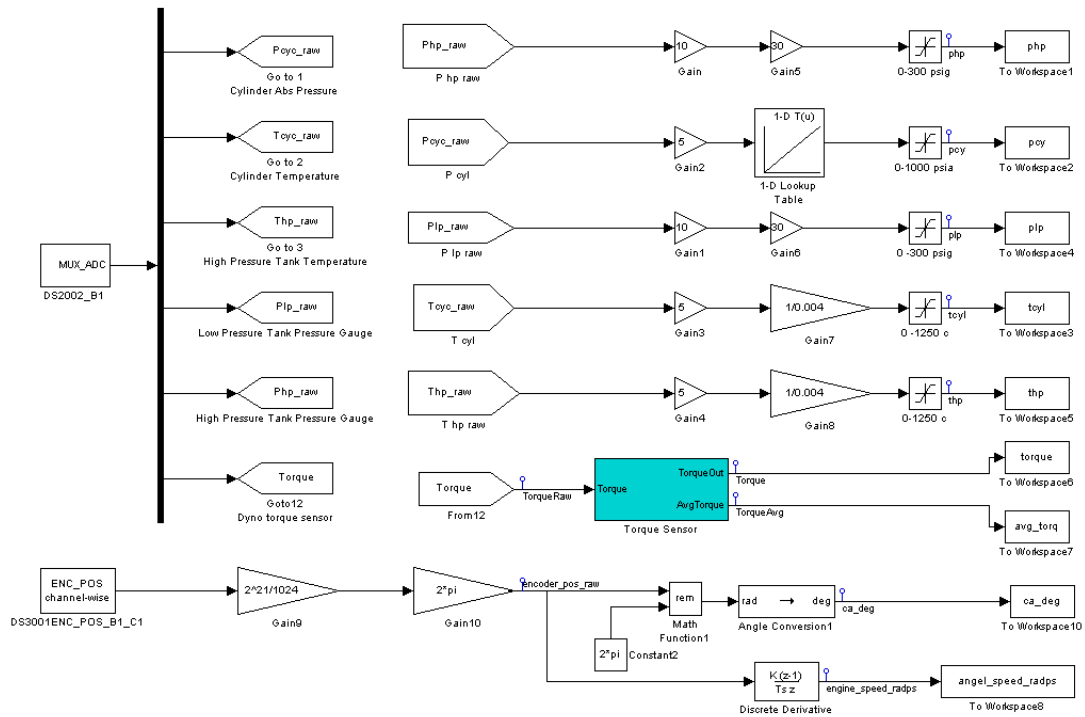 Pcyc_raw
Go to 1
Cylinder Abs Pressure
Php_raw
P hp raw
10
Gain
30
Gain5
php
0-300 psig
php
To Workspace1
Tcyc_raw
Go to 2
Cylinder Temperature
Pcyc_raw
P cyl
5
Gain2
1-D T(u)
1-D Lookup
Table
pcy
0-1000 psia
pcy
To Workspace2
Thp_raw
Go to 3
High Pressure Tank Temperature
Plp_raw
P lp raw
10
Gain1
30
Gain6
plp
0 -300 psig
plp
To Workspace4
MUX_ADC
DS2002_B1
Plp_raw
Low Pressure Tank Pressure Gauge
Tcyc_raw
T cyl
5
Gain3
1/0.004
Gain7
tcyl
0 -1250 c
tcyl
To Workspace3
Php_raw
High Pressure Tank Pressure Gauge
Thp_raw
T hp raw
5
Gain4
1/0.004
Gain8
thp
0-1250 c
thp
To Workspace5
Torque
Goto12
Dyno torque sensor
Torque
From12
TorqueRaw
Torque
TorqueOut
AvgTorque
Torque Sensor
Torque
TorqueAvg
torque
To Workspace6
avg_torq
To Workspace7
ENC_POS
channel-wise
DS3001ENC_POS_B1_C1
2^21/1024
Gain9
2*pi
Gain10
encoder_pos_raw
rem
Math
Function1
2*pi
Constant2
rad → deg
Angle Conversion1
ca_deg
ca_deg
To Workspace10
K (z-1)
Ts z
Discrete Derivative
engine_speed_radps
angel_speed_radps
To Workspace8